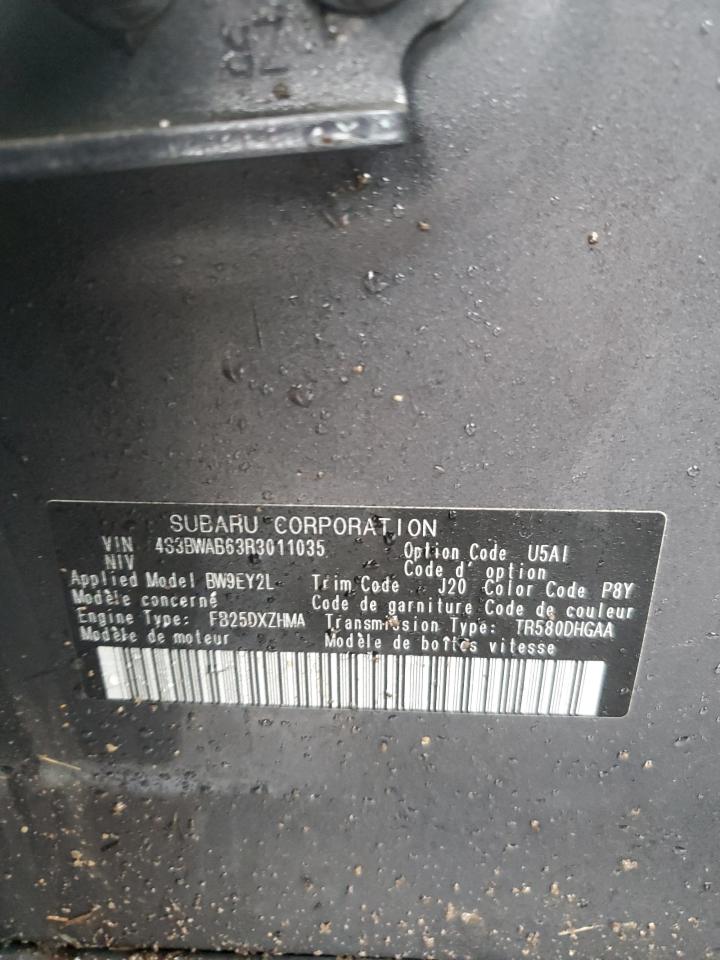 SUBARU CORPORATION
VIN 4S3BWAB63R3011035 Option Code U5AI
NIV Code d' option
Applied Model BW9EY2L Trim Code J20 Color Code P8Y
Modèle concerné Code de garniture Code de couleur
Engine Type: FB25DXZHMA Transmission Type: TR580DHGAA
Modèle de moteur Modèle de boîtes vitesse